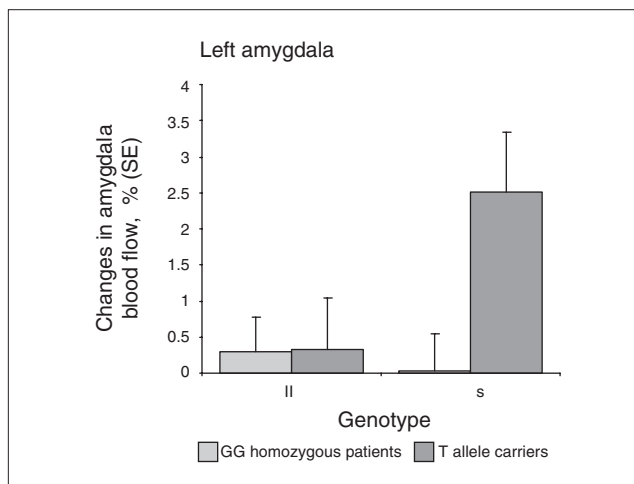 Left amygdala
Changes in amygdala
blood flow, % (SE)
4
3.5
3
2.5
2
1.5
1
0.5
0
ll s
Genotype
GG homozygous patients T allele carriers